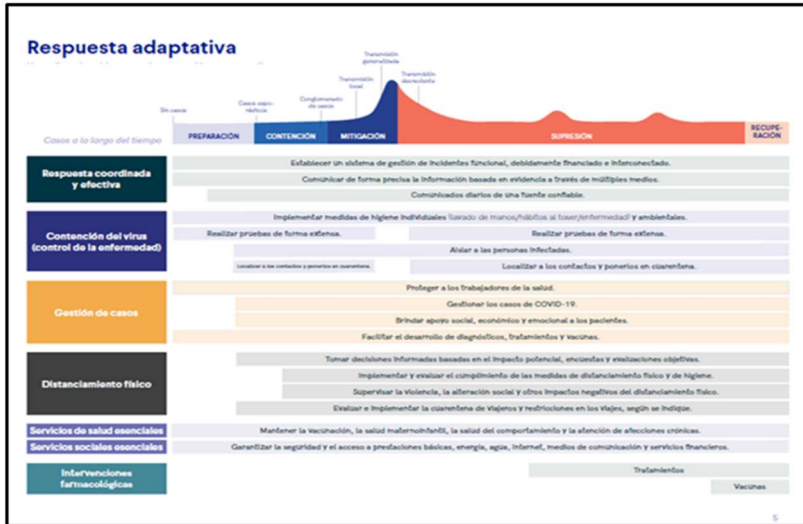 Respuesta adaptativa
Transmisión
generalizada
Transmisión
local
Transmisión
decreciente
Conglomerado
de casos
Casos espo-
rádicos
Sin casos
Casos a lo largo del tiempo
PREPARACIÓN
CONTENCIÓN
MITIGACIÓN
SUPRESIÓN
RECUPE-
RACIÓN
Respuesta coordinada
y efectiva
Establecer un sistema de gestión de incidentes funcional, debidamente financiado e interconectado.
Comunicar de forma precisa la información basada en evidencia a través de múltiples medios.
Comunicados diarios de una fuente confiable.
Contención del virus
(control de la enfermedad)
Implementar medidas de higiene individuales (lavado de manos/hábitos al toser/enfermedad) y ambientales.
Realizar pruebas de forma extensa.
Realizar pruebas de forma extensa.
Aislar a las personas infectadas.
Localizar a los contactos y ponerlos en cuarentena.
Localizar a los contactos y ponerlos en cuarentena.
Gestión de casos
Proteger a los trabajadores de la salud.
Gestionar los casos de COVID-19.
Brindar apoyo social, económico y emocional a los pacientes.
Facilitar el desarrollo de diagnósticos, tratamientos y vacunas.
Distanciamiento físico
Tomar decisiones informadas basadas en el impacto potencial, encuestas y evaluaciones objetivas.
Implementar y evaluar el cumplimiento de las medidas de distanciamiento físico y de higiene.
Supervisar la violencia, la alteración social y otros impactos negativos del distanciamiento físico.
Evaluar e implementar la cuarentena de viajeros y restricciones en los viajes, según se indique.
Servicios de salud esenciales
Mantener la vacunación, la salud maternoinfantil, la salud del comportamiento y la atención de afecciones crónicas.
Servicios sociales esenciales
Garantizar la seguridad y el acceso a prestaciones básicas, energía, agua, internet, medios de comunicación y servicios financieros.
Intervenciones
farmacológicas
Tratamientos
Vacunas
5